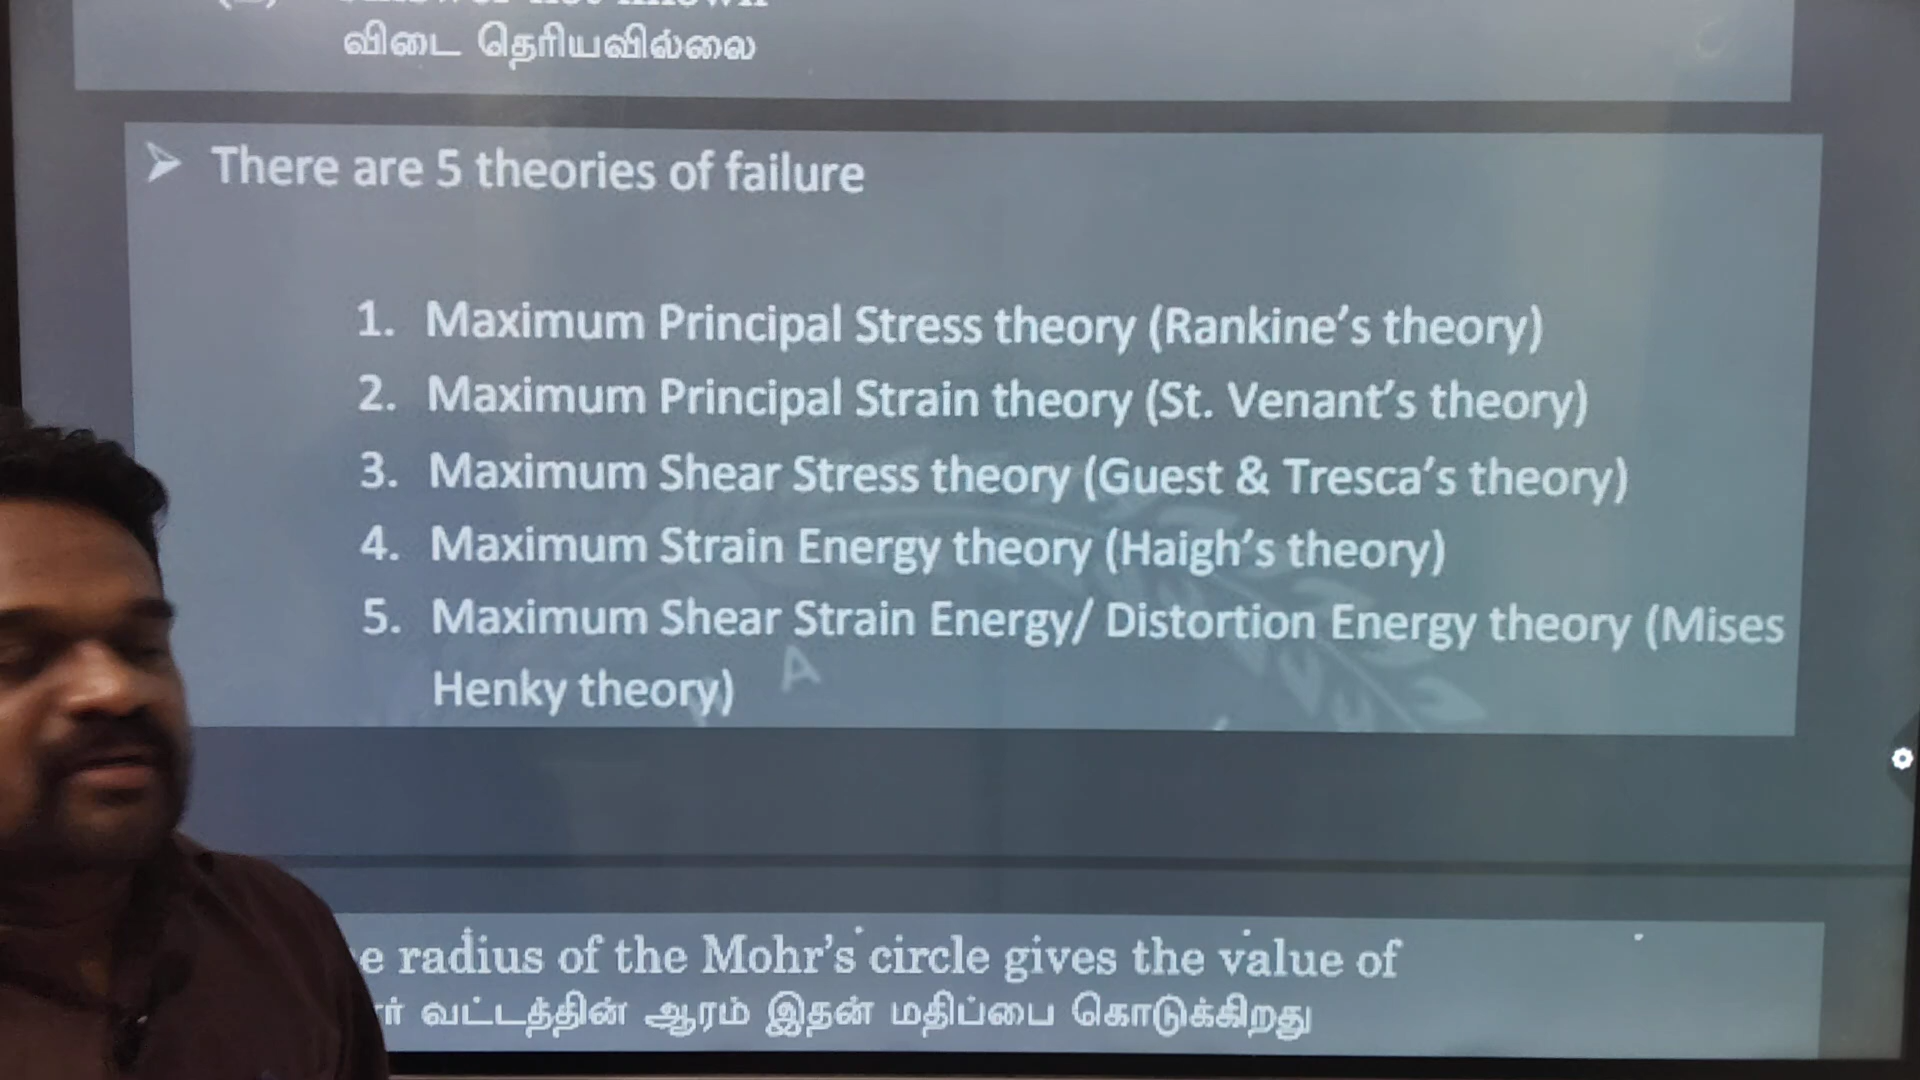 விடை தெரியவில்லை
➢ There are 5 theories of failure
1. Maximum Principal Stress theory (Rankine's theory)
2. Maximum Principal Strain theory (St. Venant's theory)
3. Maximum Shear Stress theory (Guest & Tresca's theory)
4. Maximum Strain Energy theory (Haigh's theory)
5. Maximum Shear Strain Energy/ Distortion Energy theory (Mises
Henky theory)
A
radius of the Mohr's circle gives the value of
வட்டத்தின் ஆரம் இதன் மதிப்பை கொடுக்கிறது